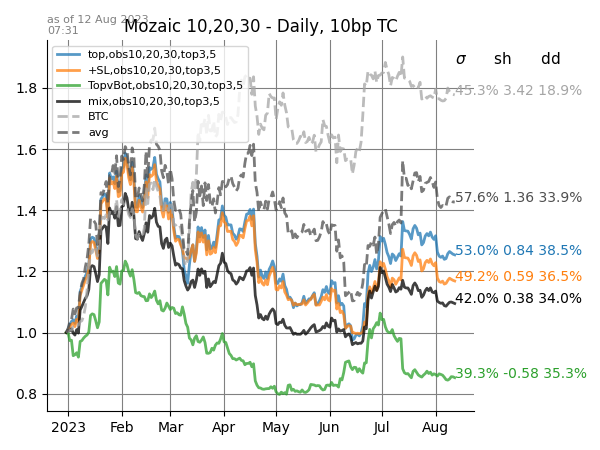 as of 12 Aug 2023
07:31
Mozaic 10,20,30 - Daily, 10bp TC
σ sh dd
top,obs10,20,30,top3,5
+SL,obs10,20,30,top3,5
TopvBot,obs10,20,30,top3,5
mix,obs10,20,30,top3,5
BTC
avg
45.3% 3.42 18.9%
57.6% 1.36 33.9%
53.0% 0.84 38.5%
49.2% 0.59 36.5%
42.0% 0.38 34.0%
39.3% -0.58 35.3%
1.8
1.6
1.4
1.2
1.0
0.8
2023 Feb Mar Apr May Jun Jul Aug